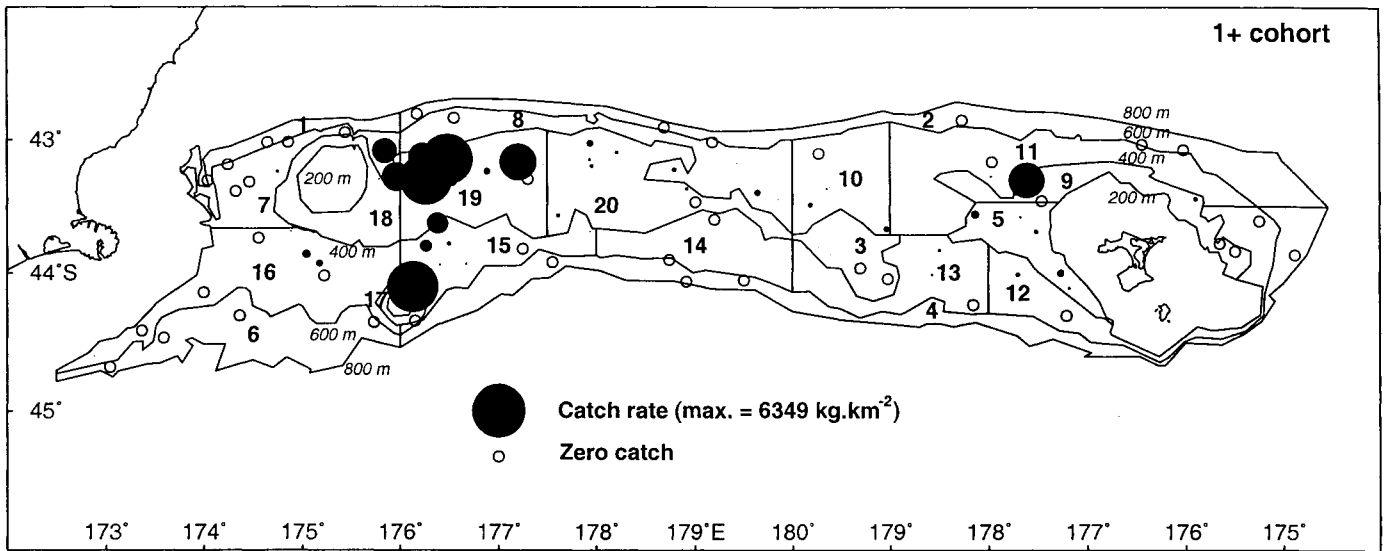 1+ cohort
800 m
1
8
2
43°
600 m
11
400 m
200 m
10
9
200 m
7
18
19
20
5
400 m
15
14
3
44°S
16
13
17
12
6
600 m
4
800 m
45°
Catch rate (max. = 6349 kg.km-2)
Zero catch
173° 174° 175° 176° 177° 178° 179°E 180° 179° 178° 177° 176° 175°